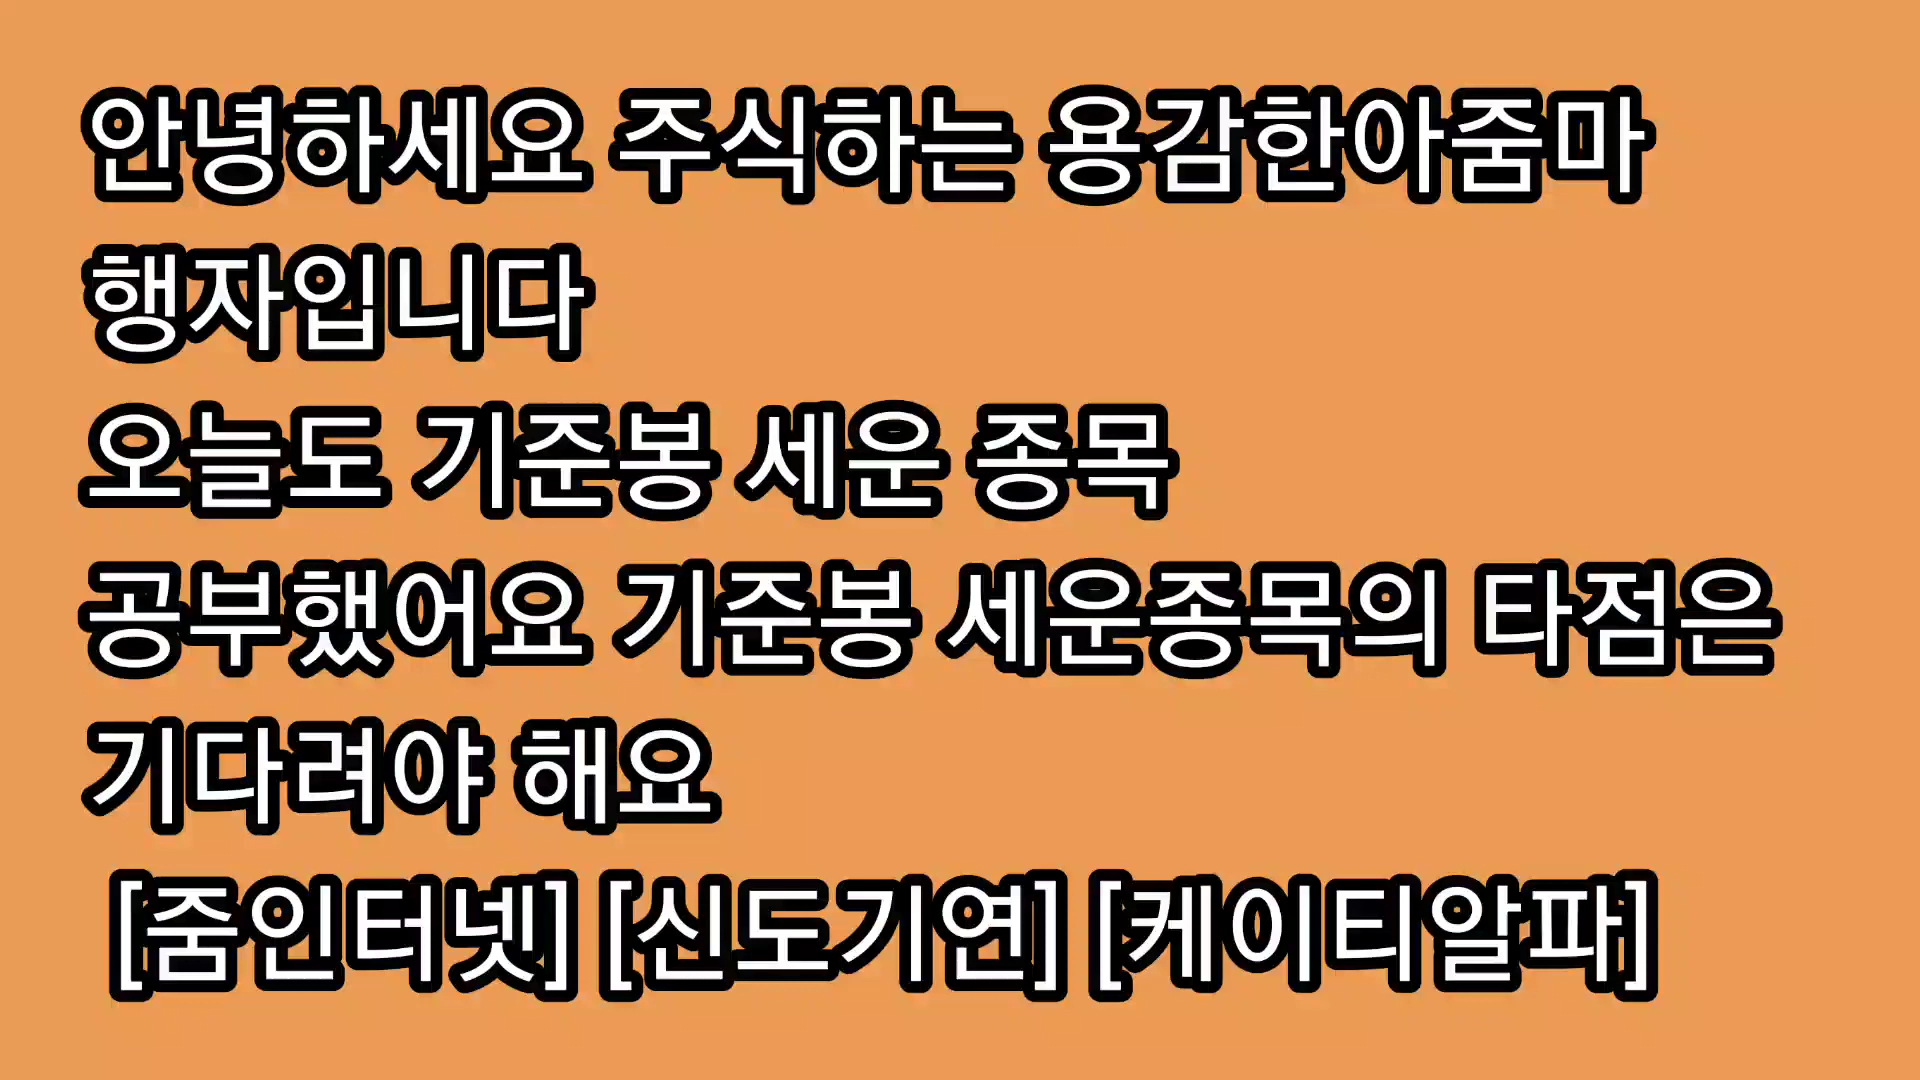 안녕하세요 주식하는 용감한아줌마
행자입니다
오늘도 기준봉 세운 종목
공부했어요 기준봉 세운종목의 타점은
기다려야 해요
[줌인터넷] [신도기연] [케이티알파]